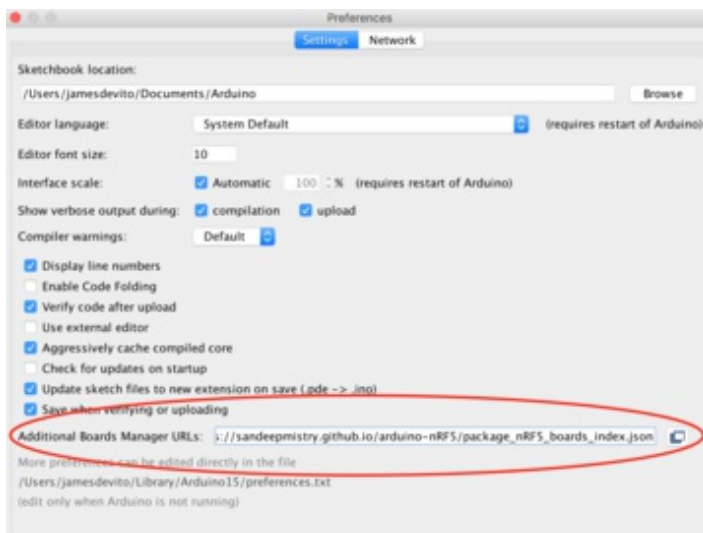 Preferences
Settings Network
Sketchbook location:
/Users/jamesdevito/Documents/Arduino Browse
Editor language: System Default (requires restart of Arduino)
Editor font size: 10
Interface scale: Automatic 100 % (requires restart of Arduino)
Show verbose output during: compilation upload
Compiler warnings: Default
Display line numbers
Enable Code Folding
Verify code after upload
Use external editor
Aggressively cache compiled core
Check for updates on startup
Update sketch files to new extension on save (.pde -> .ino)
Save when verifying or uploading
Additional Boards Manager URLs: s://sandeepmistry.github.io/arduino-nRF5/package_nRF5_boards_index.json
More preferences can be edited directly in the file
/Users/jamesdevito/Library/Arduino15/preferences.txt
(edit only when Arduino is not running)